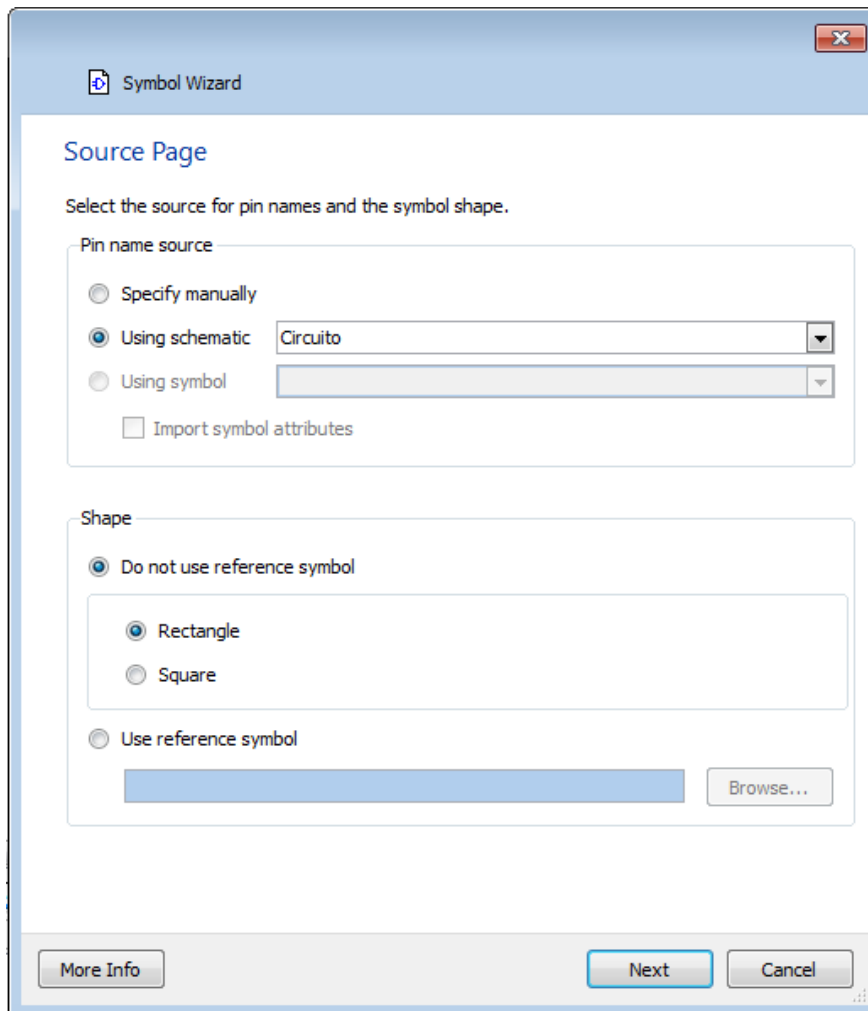 Symbol Wizard
Source Page
Select the source for pin names and the symbol shape.
Pin name source
Specify manually
Using schematic Circuito
Using symbol
Import symbol attributes
Shape
Do not use reference symbol
Rectangle
Square
Use reference symbol
Browse...
More Info Next Cancel